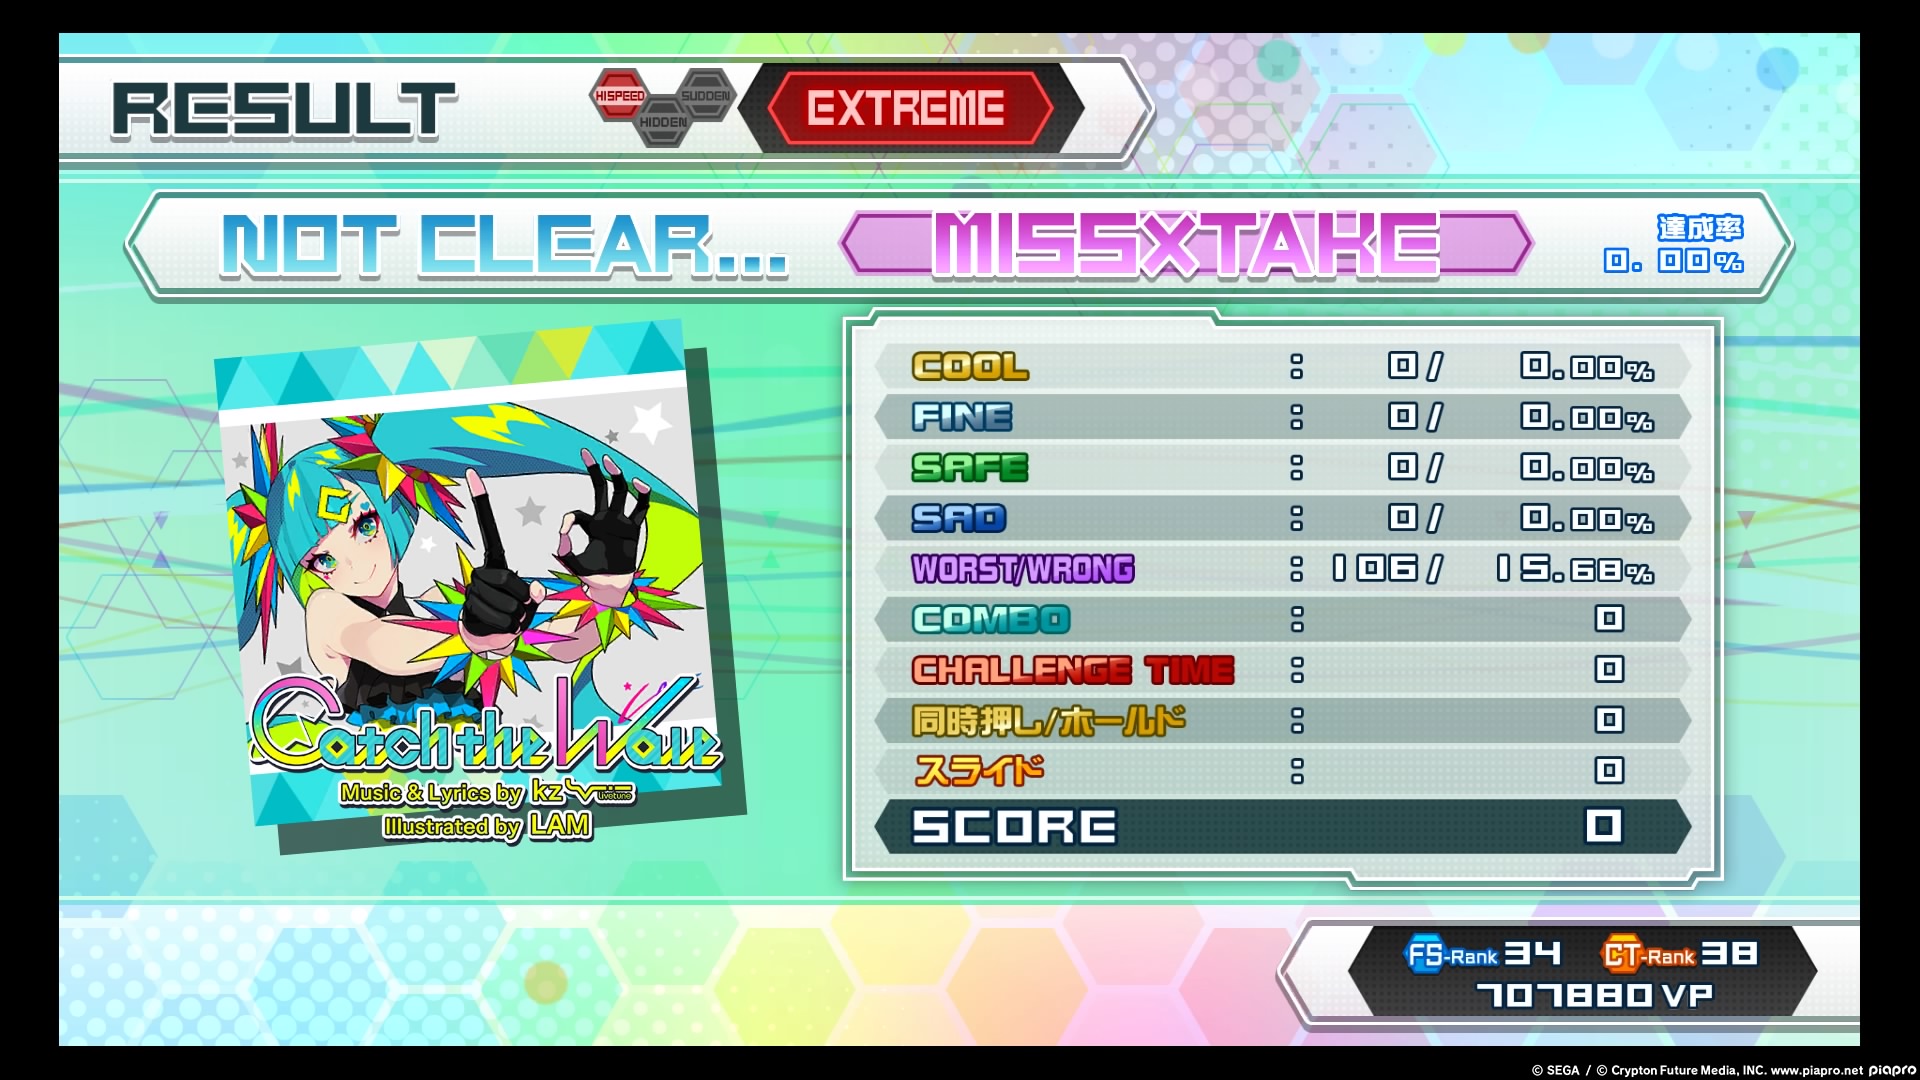 RESULT
HISPEED
HIDDEN
SUDDEN
EXTREME
NOT CLEAR...
MISS×TAKE
達成率
0.00%
COOL : 0/ 0.00%
FINE : 0/ 0.00%
SAFE : 0/ 0.00%
SAD : 0/ 0.00%
WORST/WRONG : 106/ 15.68%
COMBO : 0
CHALLENGE TIME : 0
同時押し/ホールド : 0
スライド : 0
SCORE 0
C
Catch the Wave
Music & Lyrics by kz livetune
Illustrated by LAM
FS-Rank 34 CT-Rank 38
707880 VP
© SEGA / © Crypton Future Media, INC. www.piapro.net piapro